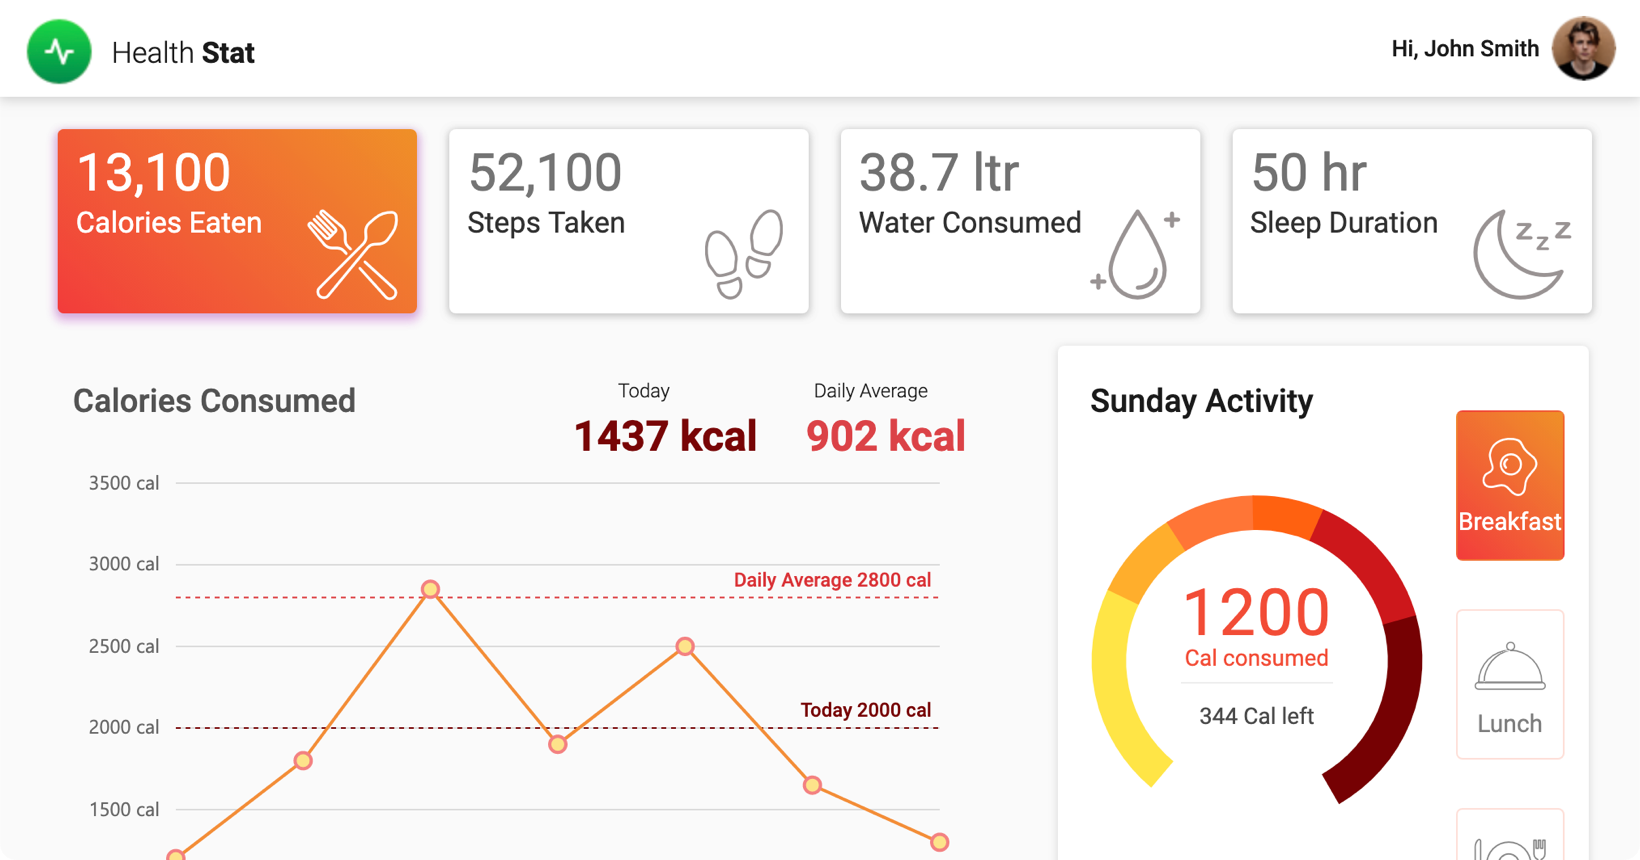 Health Stat
Hi, John Smith
13,100
Calories Eaten
52,100
Steps Taken
38.7 ltr
Water Consumed
50 hr
Sleep Duration
z z z
Calories Consumed
Today
1437 kcal
Daily Average
902 kcal
3500 cal
3000 cal
Daily Average 2800 cal
2500 cal
Today 2000 cal
2000 cal
1500 cal
Sunday Activity
1200
Cal consumed
344 Cal left
Breakfast
Lunch